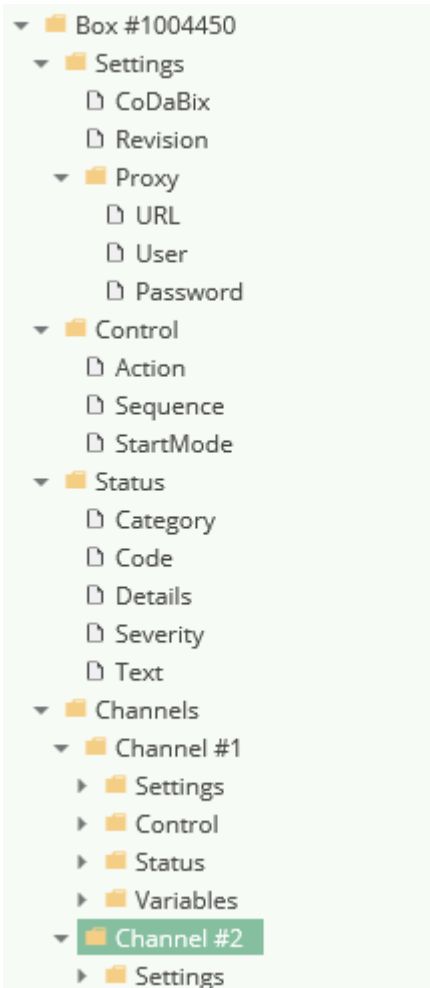 Box #1004450
Settings
CoDaBix
Revision
Proxy
URL
User
Password
Control
Action
Sequence
StartMode
Status
Category
Code
Details
Severity
Text
Channels
Channel #1
Settings
Control
Status
Variables
Channel #2
Settings